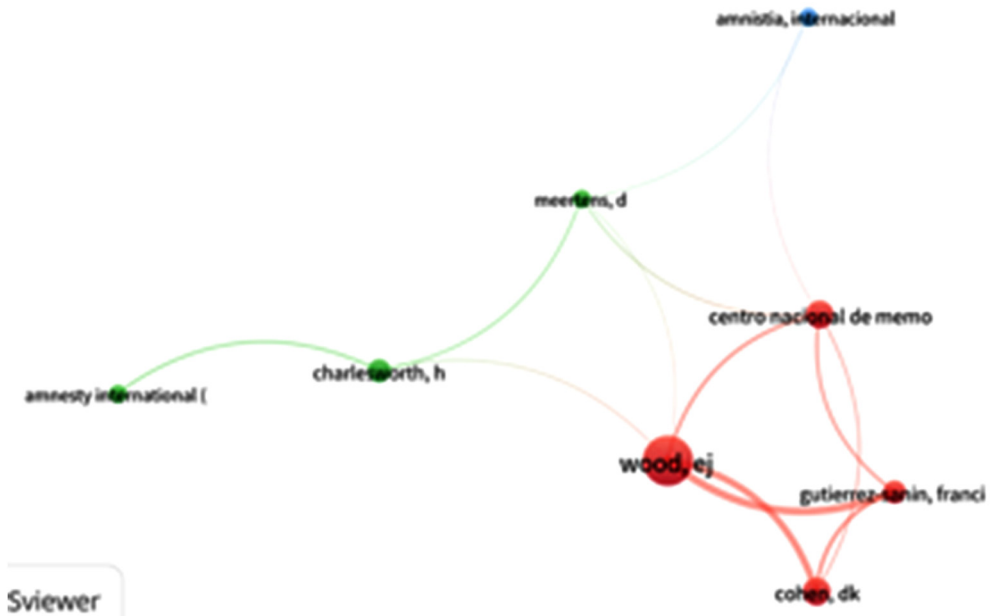 amnistia, internacional
meertens, d
centro nacional de memo
charlesworth, h
amnesty international (
wood, ej
gutierrez-sanin, franci
cohen, dk
Sviewer